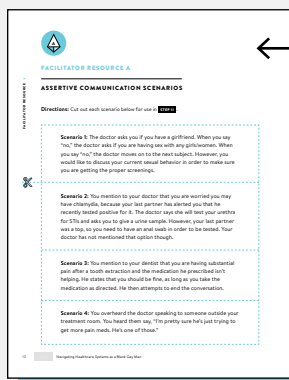 FACILITATOR RESOURCE A
ASSERTIVE COMMUNICATION SCENARIOS
FACILITATOR RESOURCE
Directions: Cut out each scenario below for use in STEP 11
Scenario 1: The doctor asks you if you have a girlfriend. When you say
"no," the doctor asks if you are having sex with any girls/women. When
you say "no," the doctor moves on to the next subject. However, you
would like to discuss your current sexual behavior in order to make sure
you are getting the proper screenings.
Scenario 2: You mention to your doctor that you are worried you may
have chlamydia, because your last partner has alerted you that he
recently tested positive for it. The doctor says she will test your urethra
for STIs and asks you to give a urine sample. However, your last partner
was a top, so you need to have an anal swab in order to be tested. Your
doctor has not mentioned that option though.
Scenario 3: You mention to your dentist that you are having substantial
pain after a tooth extraction and the medication he prescribed isn't
helping. He states that you should be fine, as long as you take the
medication as directed. He then attempts to end the conversation.
Scenario 4: You overheard the doctor speaking to someone outside your
treatment room. You heard them say, "I'm pretty sure he's just trying to
get more pain meds. He's one of those."
Navigating Healthcare Systems as a Black Gay Man